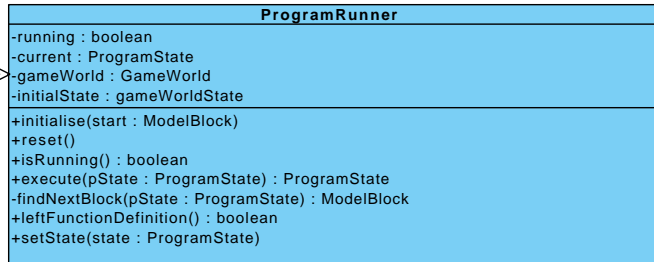 ProgramRunner
-running : boolean
-current : ProgramState
-gameWorld : GameWorld
-initialState : gameWorldState
+initialise(start : ModelBlock)
+reset()
+isRunning() : boolean
+execute(pState : ProgramState) : ProgramState
-findNextBlock(pState : ProgramState) : ModelBlock
+leftFunctionDefinition() : boolean
+setState(state : ProgramState)